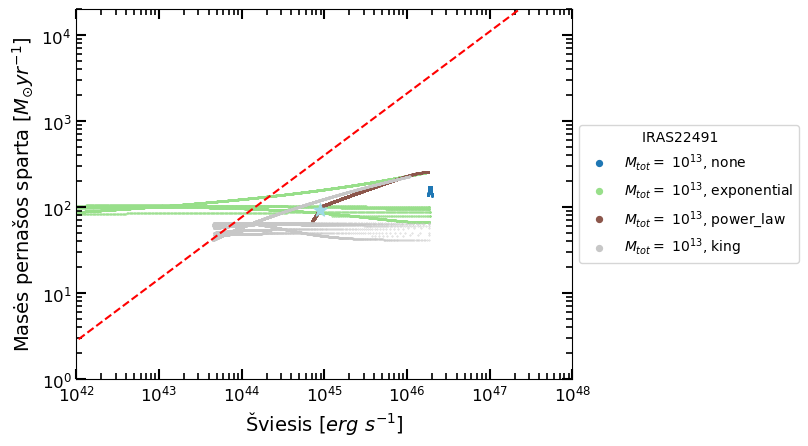 10^4
10^3
10^2
10^1
10^0
Masės pernašos sparta [M_⊙yr^−1]
10^42 10^43 10^44 10^45 10^46 10^47 10^48
Šviesis [erg s^−1]
IRAS22491
M_tot = 10^13, none
M_tot = 10^13, exponential
M_tot = 10^13, power_law
M_tot = 10^13, king